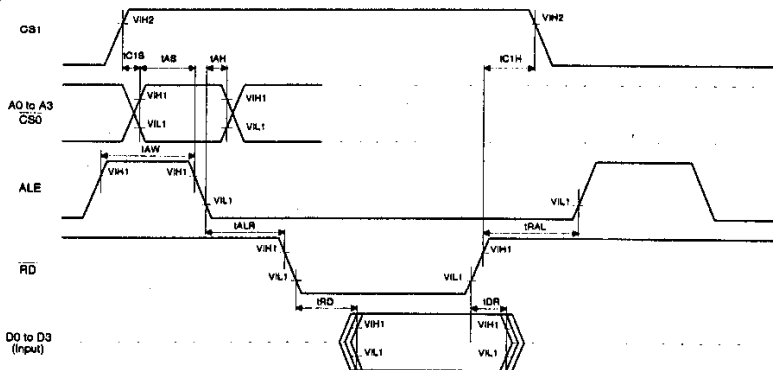 CS1
VIH2
VIH2
tC1S
tAS
tAH
tC1H
A0 to A3
CS0
VIH1
VIL1
VIH1
VIL1
tAW
ALE
VIH1
VIH1
VIL1
VIL1
tALR
tRAL
RD
VIH1
VIL1
VIH1
VIL1
tRD
tDR
D0 to D3
(Input)
VIH1
VIL1
VIH1
VIL1